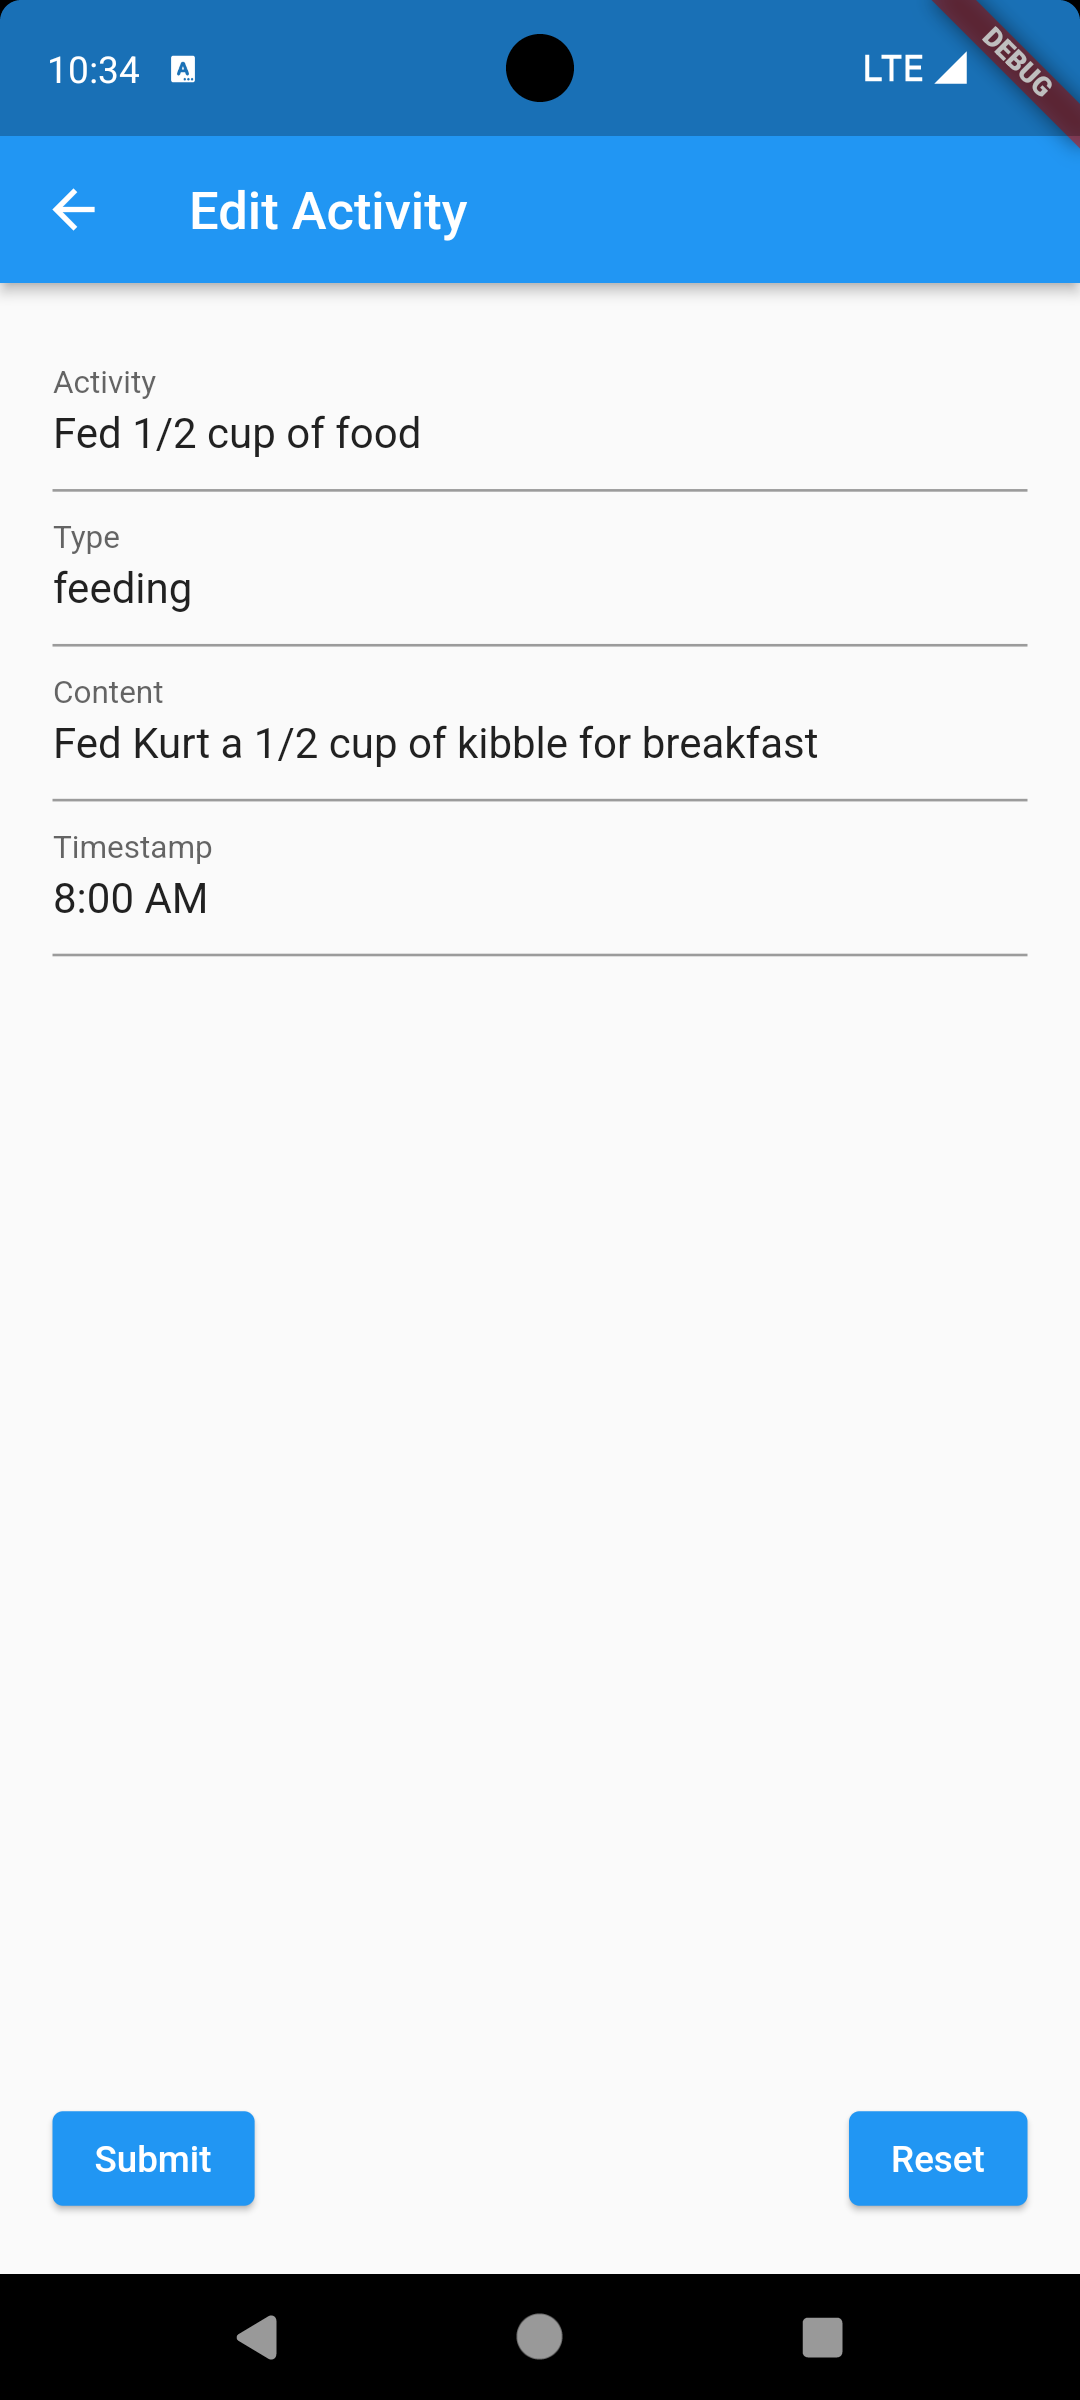 10:34
LTE
DEBUG
Edit Activity
Activity
Fed 1/2 cup of food
Type
feeding
Content
Fed Kurt a 1/2 cup of kibble for breakfast
Timestamp
8:00 AM
Submit
Reset